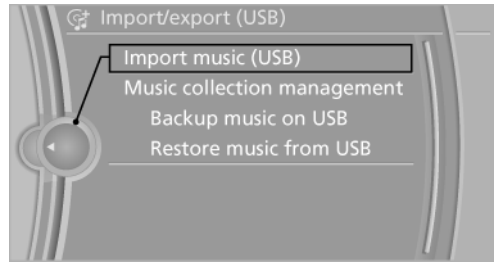 Import/export (USB)
Import music (USB)
Music collection management
Backup music on USB
Restore music from USB